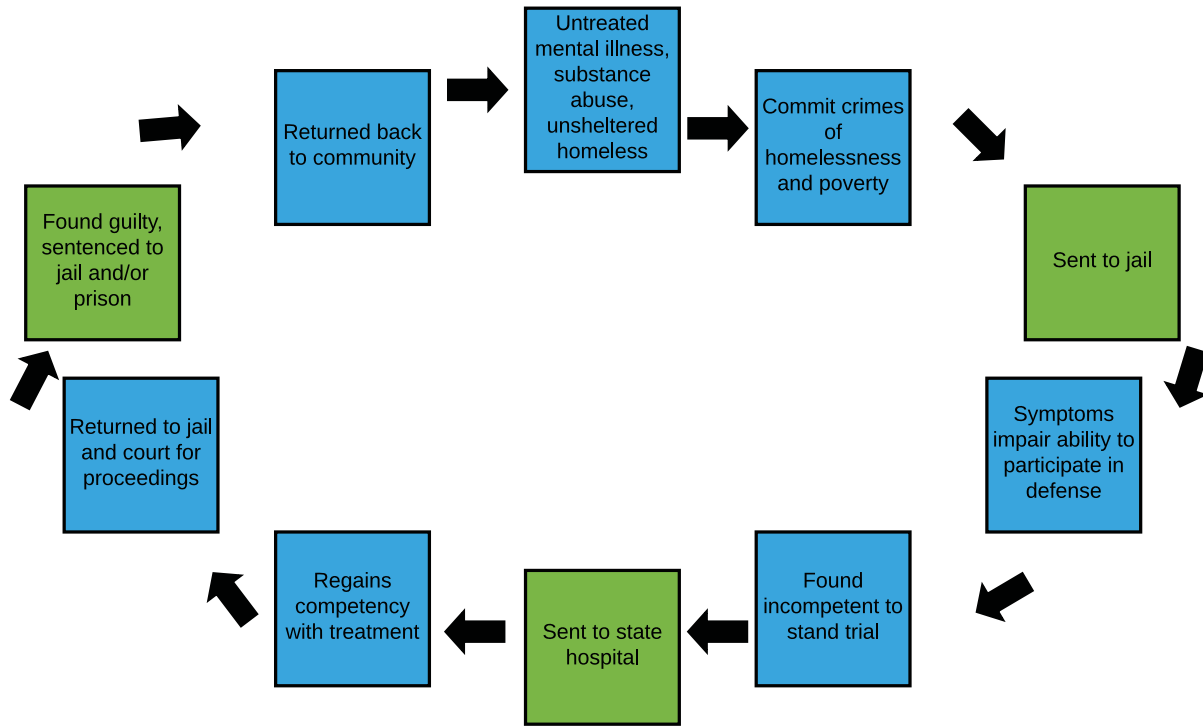 Untreated
mental illness,
substance
abuse,
unsheltered
homeless
Commit crimes
of
homelessness
and poverty
Sent to jail
Symptoms
impair ability to
participate in
defense
Found
incompetent to
stand trial
Sent to state
hospital
Regains
competency
with treatment
Returned to jail
and court for
proceedings
Found guilty,
sentenced to
jail and/or
prison
Returned back
to community